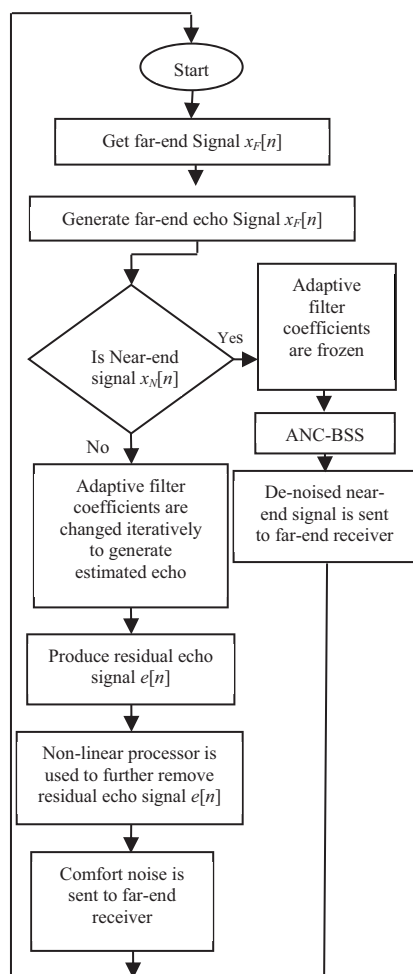 Start
Get far-end Signal xF[n]
Generate far-end echo Signal xF[n]
Is Near-end
signal xN[n]
Yes
Adaptive
filter
coefficients
are frozen
ANC-BSS
De-noised near-
end signal is sent
to far-end receiver
No
Adaptive filter
coefficients are
changed iteratively
to generate
estimated echo
Produce residual echo
signal e[n]
Non-linear processor is
used to further remove
residual echo signal e[n]
Comfort noise is
sent to far-end
receiver